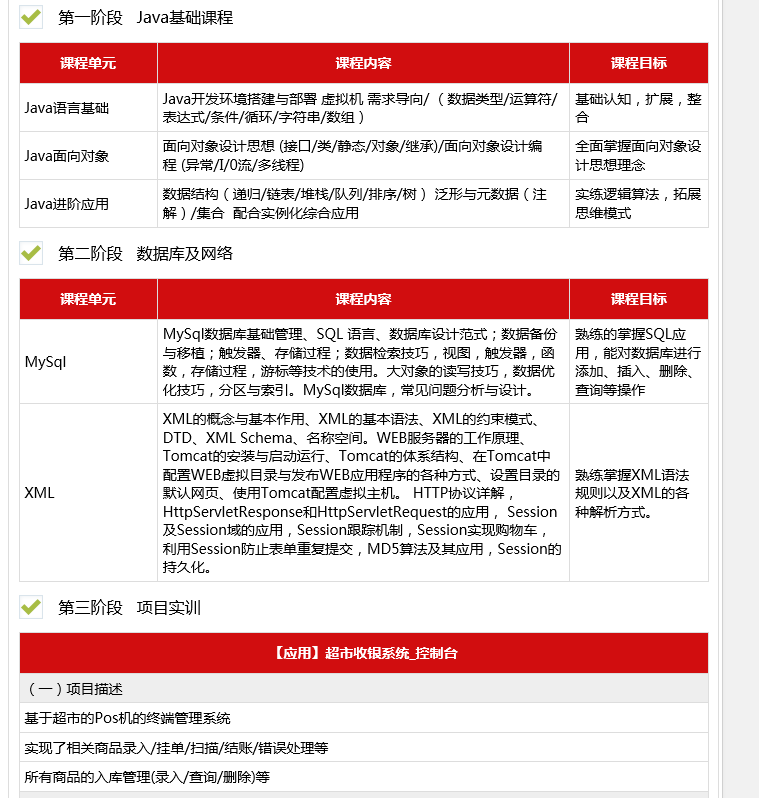 第一阶段 Java基础课程
课程单元 课程内容 课程目标
Java语言基础
Java开发环境搭建与部署 虚拟机 需求导向/ （数据类型/运算符/
表达式/条件/循环/字符串/数组）
基础认知，扩展，整
合
Java面向对象
面向对象设计思想 (接口/类/静态/对象/继承)/面向对象设计编
程 (异常/I/0流/多线程)
全面掌握面向对象设
计思想理念
Java进阶应用
数据结构（递归/链表/堆栈/队列/排序/树） 泛形与元数据（注
解）/集合 配合实例化综合应用
实练逻辑算法，拓展
思维模式
第二阶段 数据库及网络
课程单元 课程内容 课程目标
MySql
MySql数据库基础管理、SQL 语言、数据库设计范式；数据备份
与移植；触发器、存储过程；数据检索技巧，视图，触发器，函
数，存储过程，游标等技术的使用。大对象的读写技巧，数据优
化技巧，分区与索引。MySql数据库，常见问题分析与设计。
熟练的掌握SQL应
用，能对数据库进行
添加、插入、删除、
查询等操作
XML
XML的概念与基本作用、XML的基本语法、XML的约束模式、
DTD、XML Schema、名称空间。WEB服务器的工作原理、
Tomcat的安装与启动运行、Tomcat的体系结构、在Tomcat中
配置WEB虚拟目录与发布WEB应用程序的各种方式、设置目录的
默认网页、使用Tomcat配置虚拟主机。 HTTP协议详解，
HttpServletResponse和HttpServletRequest的应用， Session
及Session域的应用，Session跟踪机制，Session实现购物车，
利用Session防止表单重复提交，MD5算法及其应用，Session的
持久化。
熟练掌握XML语法
规则以及XML的各
种解析方式。
第三阶段 项目实训
【应用】超市收银系统_控制台
（一）项目描述
基于超市的Pos机的终端管理系统
实现了相关商品录入/挂单/扫描/结账/错误处理等
所有商品的入库管理(录入/查询/删除)等